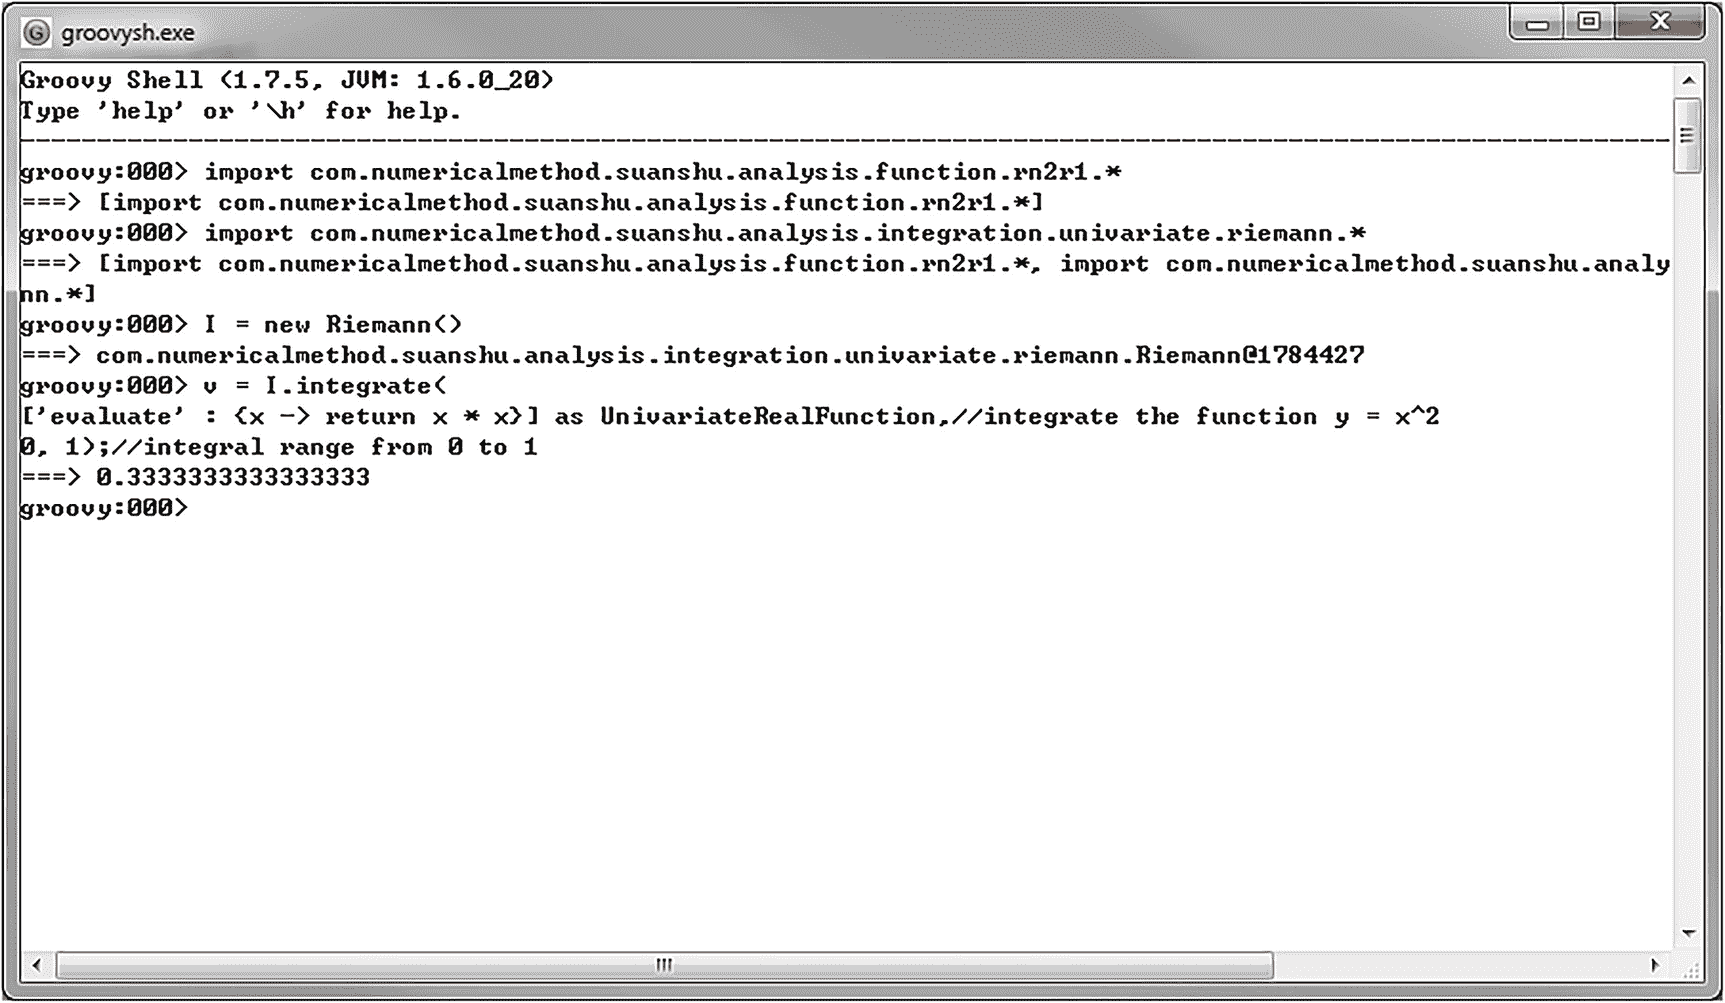 groovysh.exe
Groovy Shell (1.7.5, JVM: 1.6.0_20)
Type 'help' or '\h' for help.
groovy:000> import com.numericalmethod.suanshu.analysis.function.rn2r1.*
===> [import com.numericalmethod.suanshu.analysis.function.rn2r1.*]
groovy:000> import com.numericalmethod.suanshu.analysis.integration.univariate.riemann.*
===> [import com.numericalmethod.suanshu.analysis.function.rn2r1.*, import com.numericalmethod.suanshu.analy
nn.*]
groovy:000> I = new Riemann()
===> com.numericalmethod.suanshu.analysis.integration.univariate.riemann.Riemann@1784427
groovy:000> v = I.integrate(
['evaluate' : {x -> return x * x}] as UnivariateRealFunction,//integrate the function y = x^2
0, 1);//integral range from 0 to 1
===> 0.3333333333333333
groovy:000>